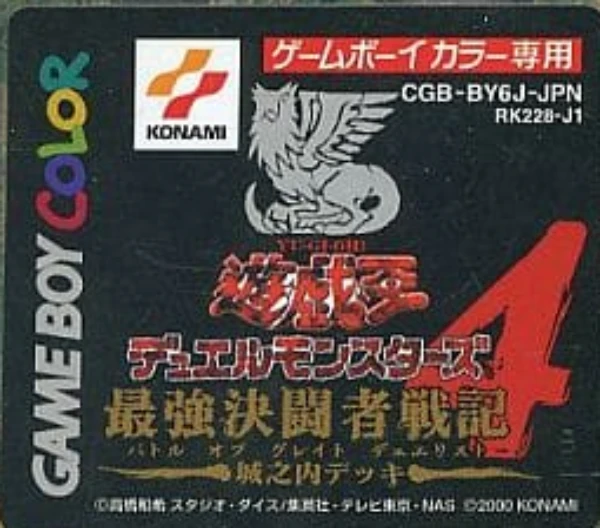 GAME BOY COLOR
KONAMI
ゲームボーイカラー専用
CGB-BY6J-JPN
RK228-J1
YU-GI-OH!
遊戯王
デュエルモンスターズ4
最強決闘者戦記
バトル オブ グレイト デュエリスト
城之内デッキ
©高橋和希 スタジオ・ダイス/集英社・テレビ東京・NAS ©2000 KONAMI